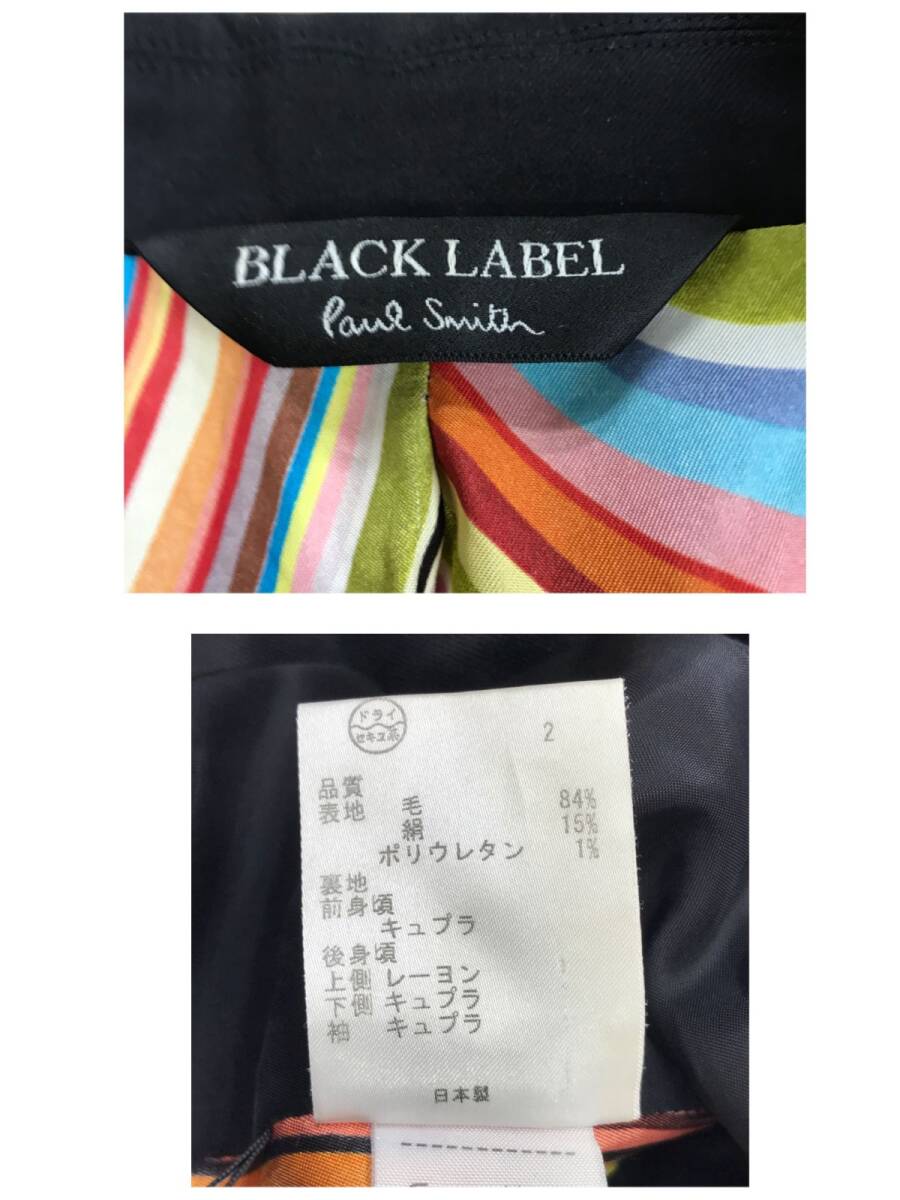 BLACK LABEL
Paul Smith
ドライ
セキユ系
2
品質
表地 毛 84%
絹 15%
ポリウレタン 1%
裏地
前身頃
キュプラ
後身頃
上側 レーヨン
下側 キュプラ
袖 キュプラ
日本製